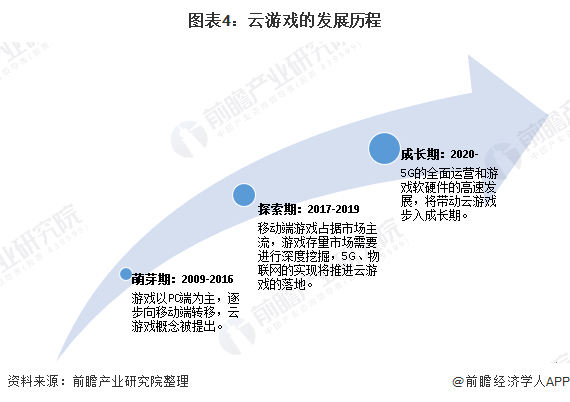 图表4：云游戏的发展历程
成长期：2020-
5G的全面运营和游
戏软硬件的高速发
展，将带动云游戏
步入成长期。
探索期：2017-2019
移动端游戏占据市场主
流，游戏存量市场需要
进行深度挖掘，5G、物
联网的实现将推进云游
戏的落地。
萌芽期：2009-2016
游戏以PC端为主，逐
步向移动端转移，云
游戏概念被提出。
前瞻产业研究院
资料来源：前瞻产业研究院整理
@前瞻经济学人APP